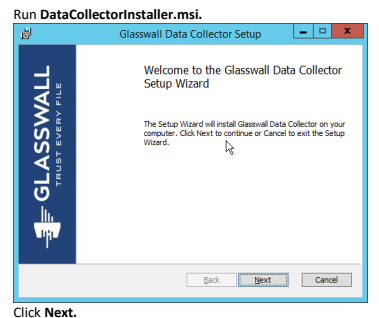 Run DataCollectorInstaller.msi.
Glasswall Data Collector Setup
GLASSWALL
TRUST EVERY FILE
Welcome to the Glasswall Data Collector
Setup Wizard
The Setup Wizard will install Glasswall Data Collector on your
computer. Click Next to continue or Cancel to exit the Setup
Wizard.
Back Next Cancel
Click Next.